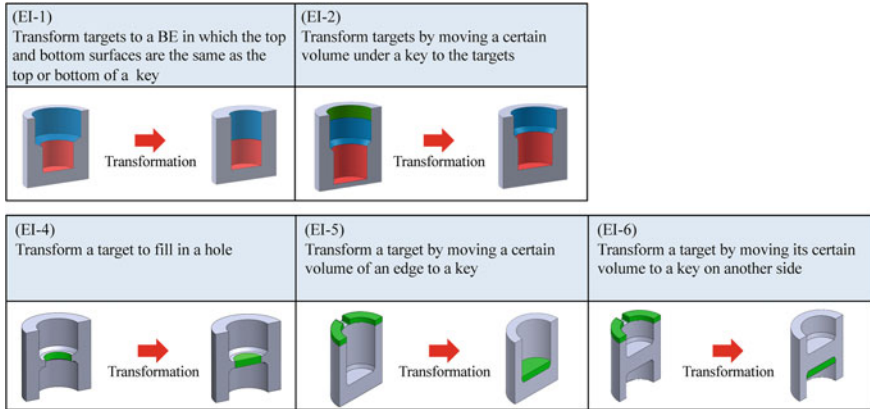 (EI-1)
Transform targets to a BE in which the top
and bottom surfaces are the same as the
top or bottom of a key
Transformation
(EI-2)
Transform targets by moving a certain
volume under a key to the targets
Transformation
(EI-4)
Transform a target to fill in a hole
Transformation
(EI-5)
Transform a target by moving a certain
volume of an edge to a key
Transformation
(EI-6)
Transform a target by moving its certain
volume to a key on another side
Transformation